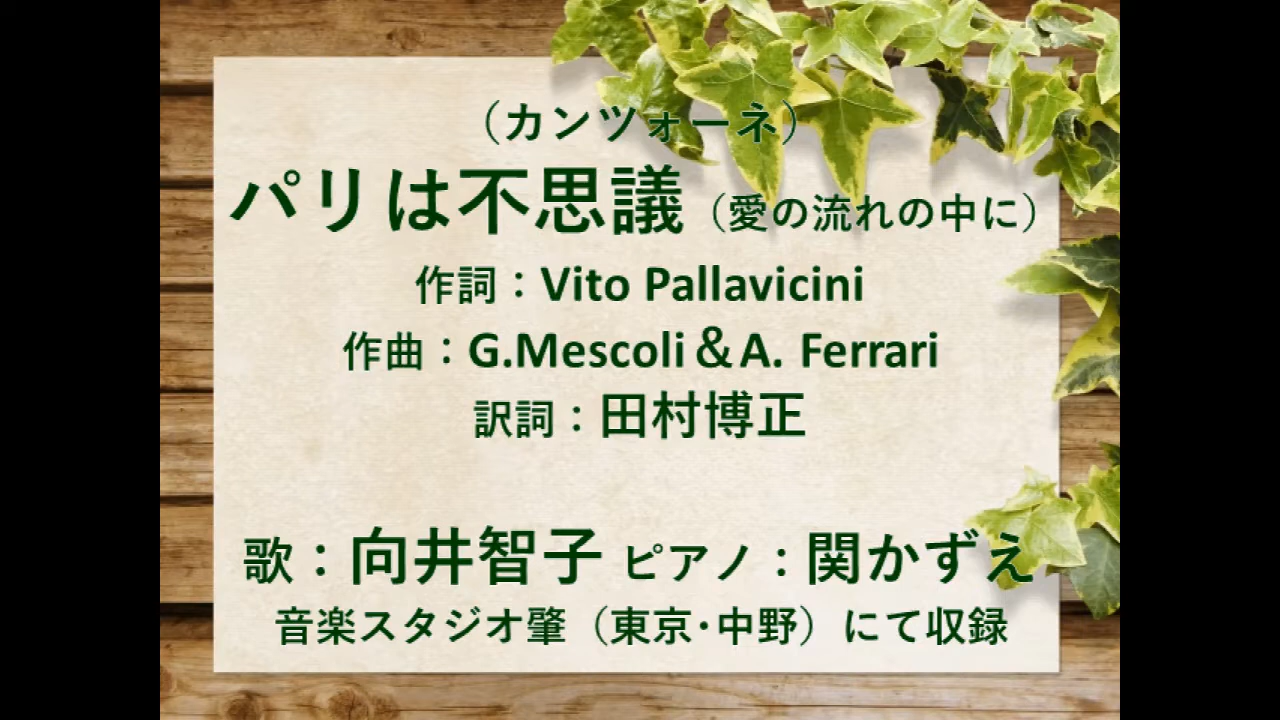 （カンツォーネ）
パリは不思議（愛の流れの中に）
作詞：Vito Pallavicini
作曲：G.Mescoli＆A. Ferrari
訳詞：田村博正
歌：向井智子 ピアノ：関かずえ
音楽スタジオ肇（東京･中野）にて収録